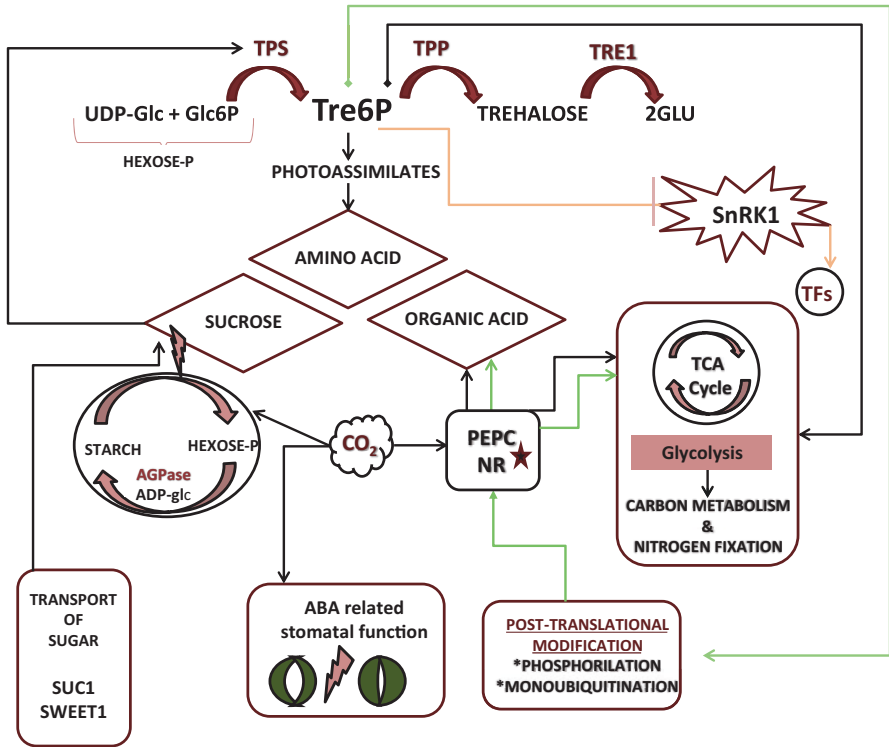 TPS
TPP
TRE1
UDP-Glc + Glc6P
Tre6P
TREHALOSE
2GLU
HEXOSE-P
PHOTOASSIMILATES
SnRK1
AMINO ACID
TFs
SUCROSE
ORGANIC ACID
TCA
Cycle
STARCH
HEXOSE-P
AGPase
ADP-glc
CO2
PEPC
NR
Glycolysis
CARBON METABOLISM
&
NITROGEN FIXATION
TRANSPORT
OF
SUGAR
SUC1
SWEET1
ABA related
stomatal function
POST-TRANSLATIONAL
MODIFICATION
*PHOSPHORILATION
*MONOUBIQUITINATION